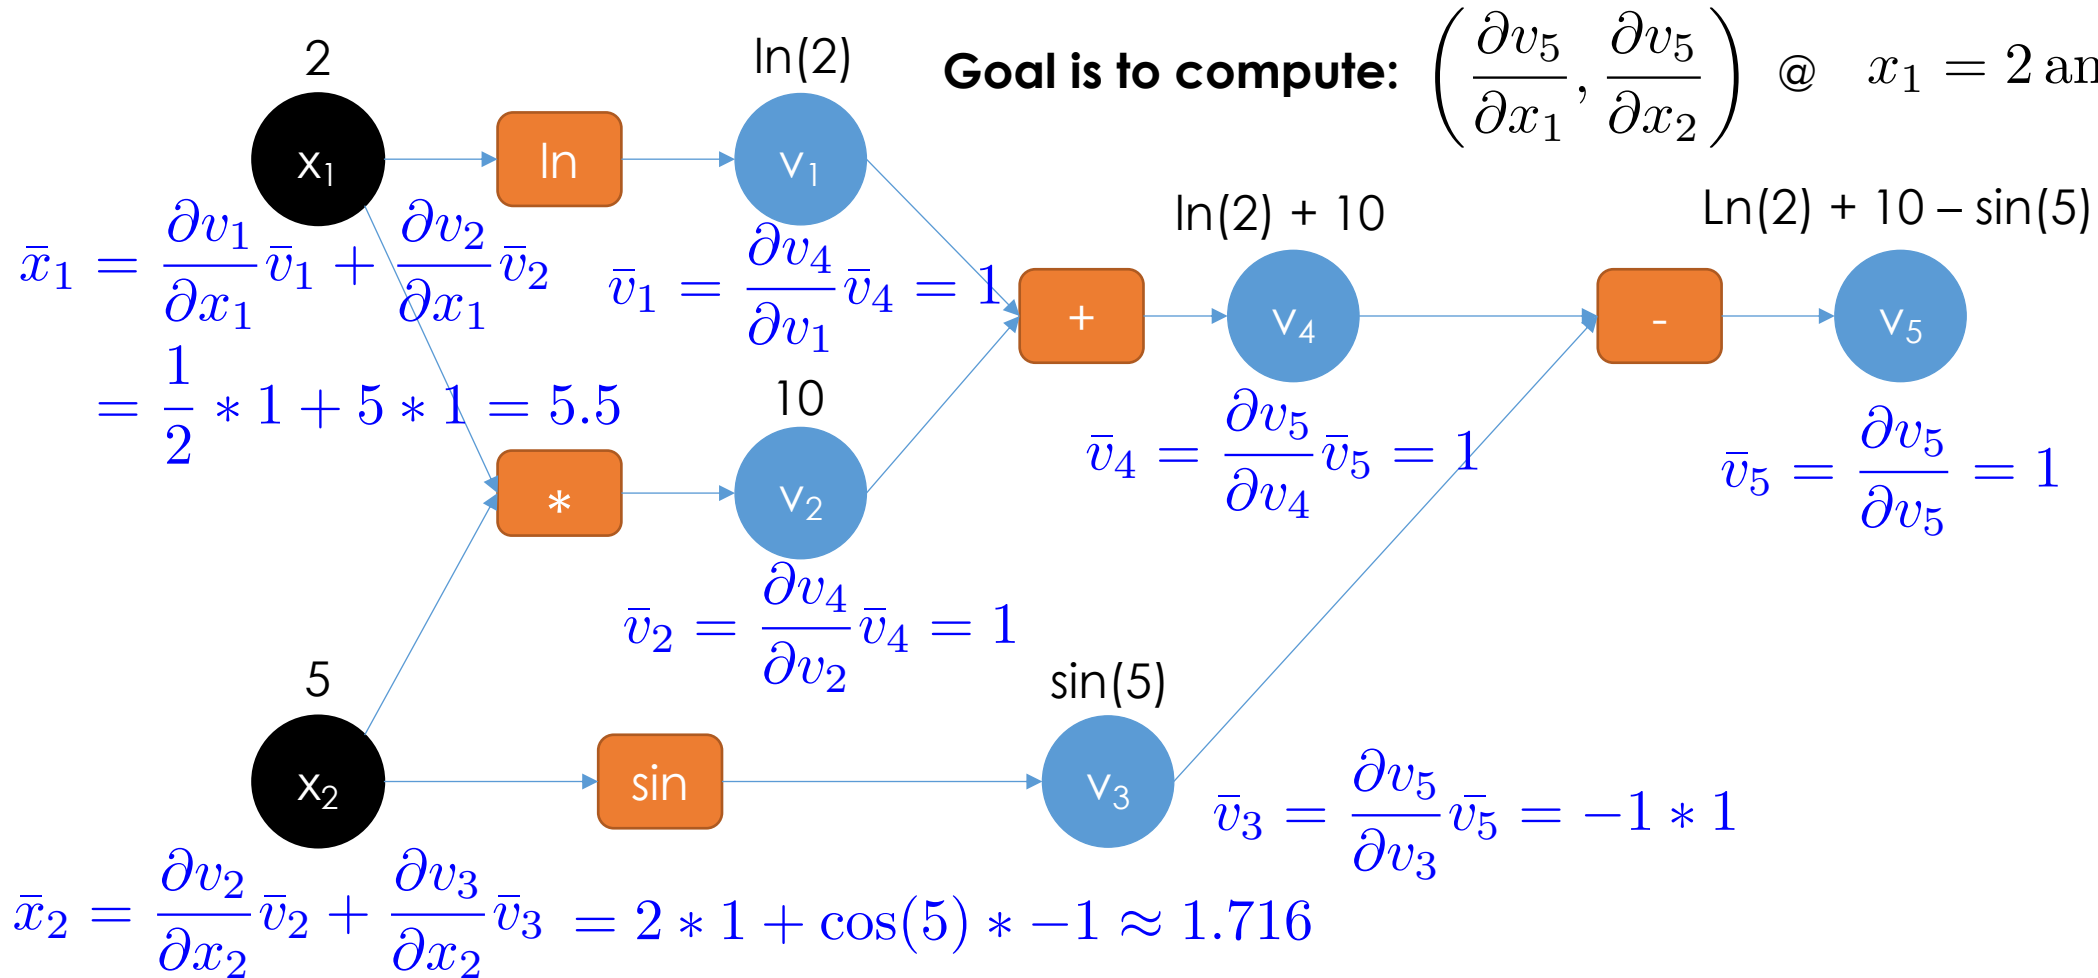 Goal is to compute: (∂v₅/∂x₁, ∂v₅/∂x₂) @ x₁ = 2 an
2
ln(2)
x₁
ln
v₁
ln(2) + 10
Ln(2) + 10 – sin(5)
x̄₁ = ∂v₁/∂x₁ v̄₁ + ∂v₂/∂x₁ v̄₂
= 1/2 * 1 + 5 * 1 = 5.5
v̄₁ = ∂v₄/∂v₁ v̄₄ = 1
+
v₄
-
v₅
10
*
v₂
v̄₄ = ∂v₅/∂v₄ v̄₅ = 1
v̄₅ = ∂v₅/∂v₅ = 1
v̄₂ = ∂v₄/∂v₂ v̄₄ = 1
5
sin(5)
x₂
sin
v₃
v̄₃ = ∂v₅/∂v₃ v̄₅ = −1 * 1
x̄₂ = ∂v₂/∂x₂ v̄₂ + ∂v₃/∂x₂ v̄₃ = 2 * 1 + cos(5) * −1 ≈ 1.716